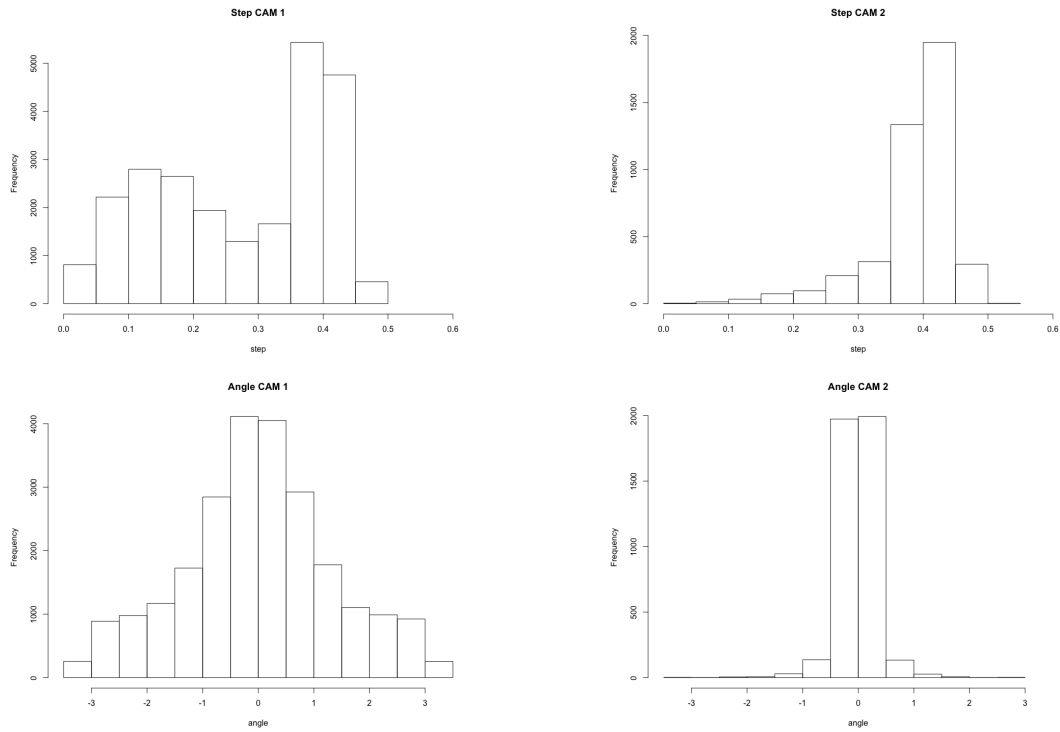 Step CAM 1
Frequency
5000
4000
3000
2000
1000
0
0.0 0.1 0.2 0.3 0.4 0.5 0.6
step
Step CAM 2
Frequency
2000
1500
1000
500
0
0.0 0.1 0.2 0.3 0.4 0.5 0.6
step
Angle CAM 1
Frequency
4000
3000
2000
1000
0
-3 -2 -1 0 1 2 3
angle
Angle CAM 2
Frequency
2000
1500
1000
500
0
-3 -2 -1 0 1 2 3
angle